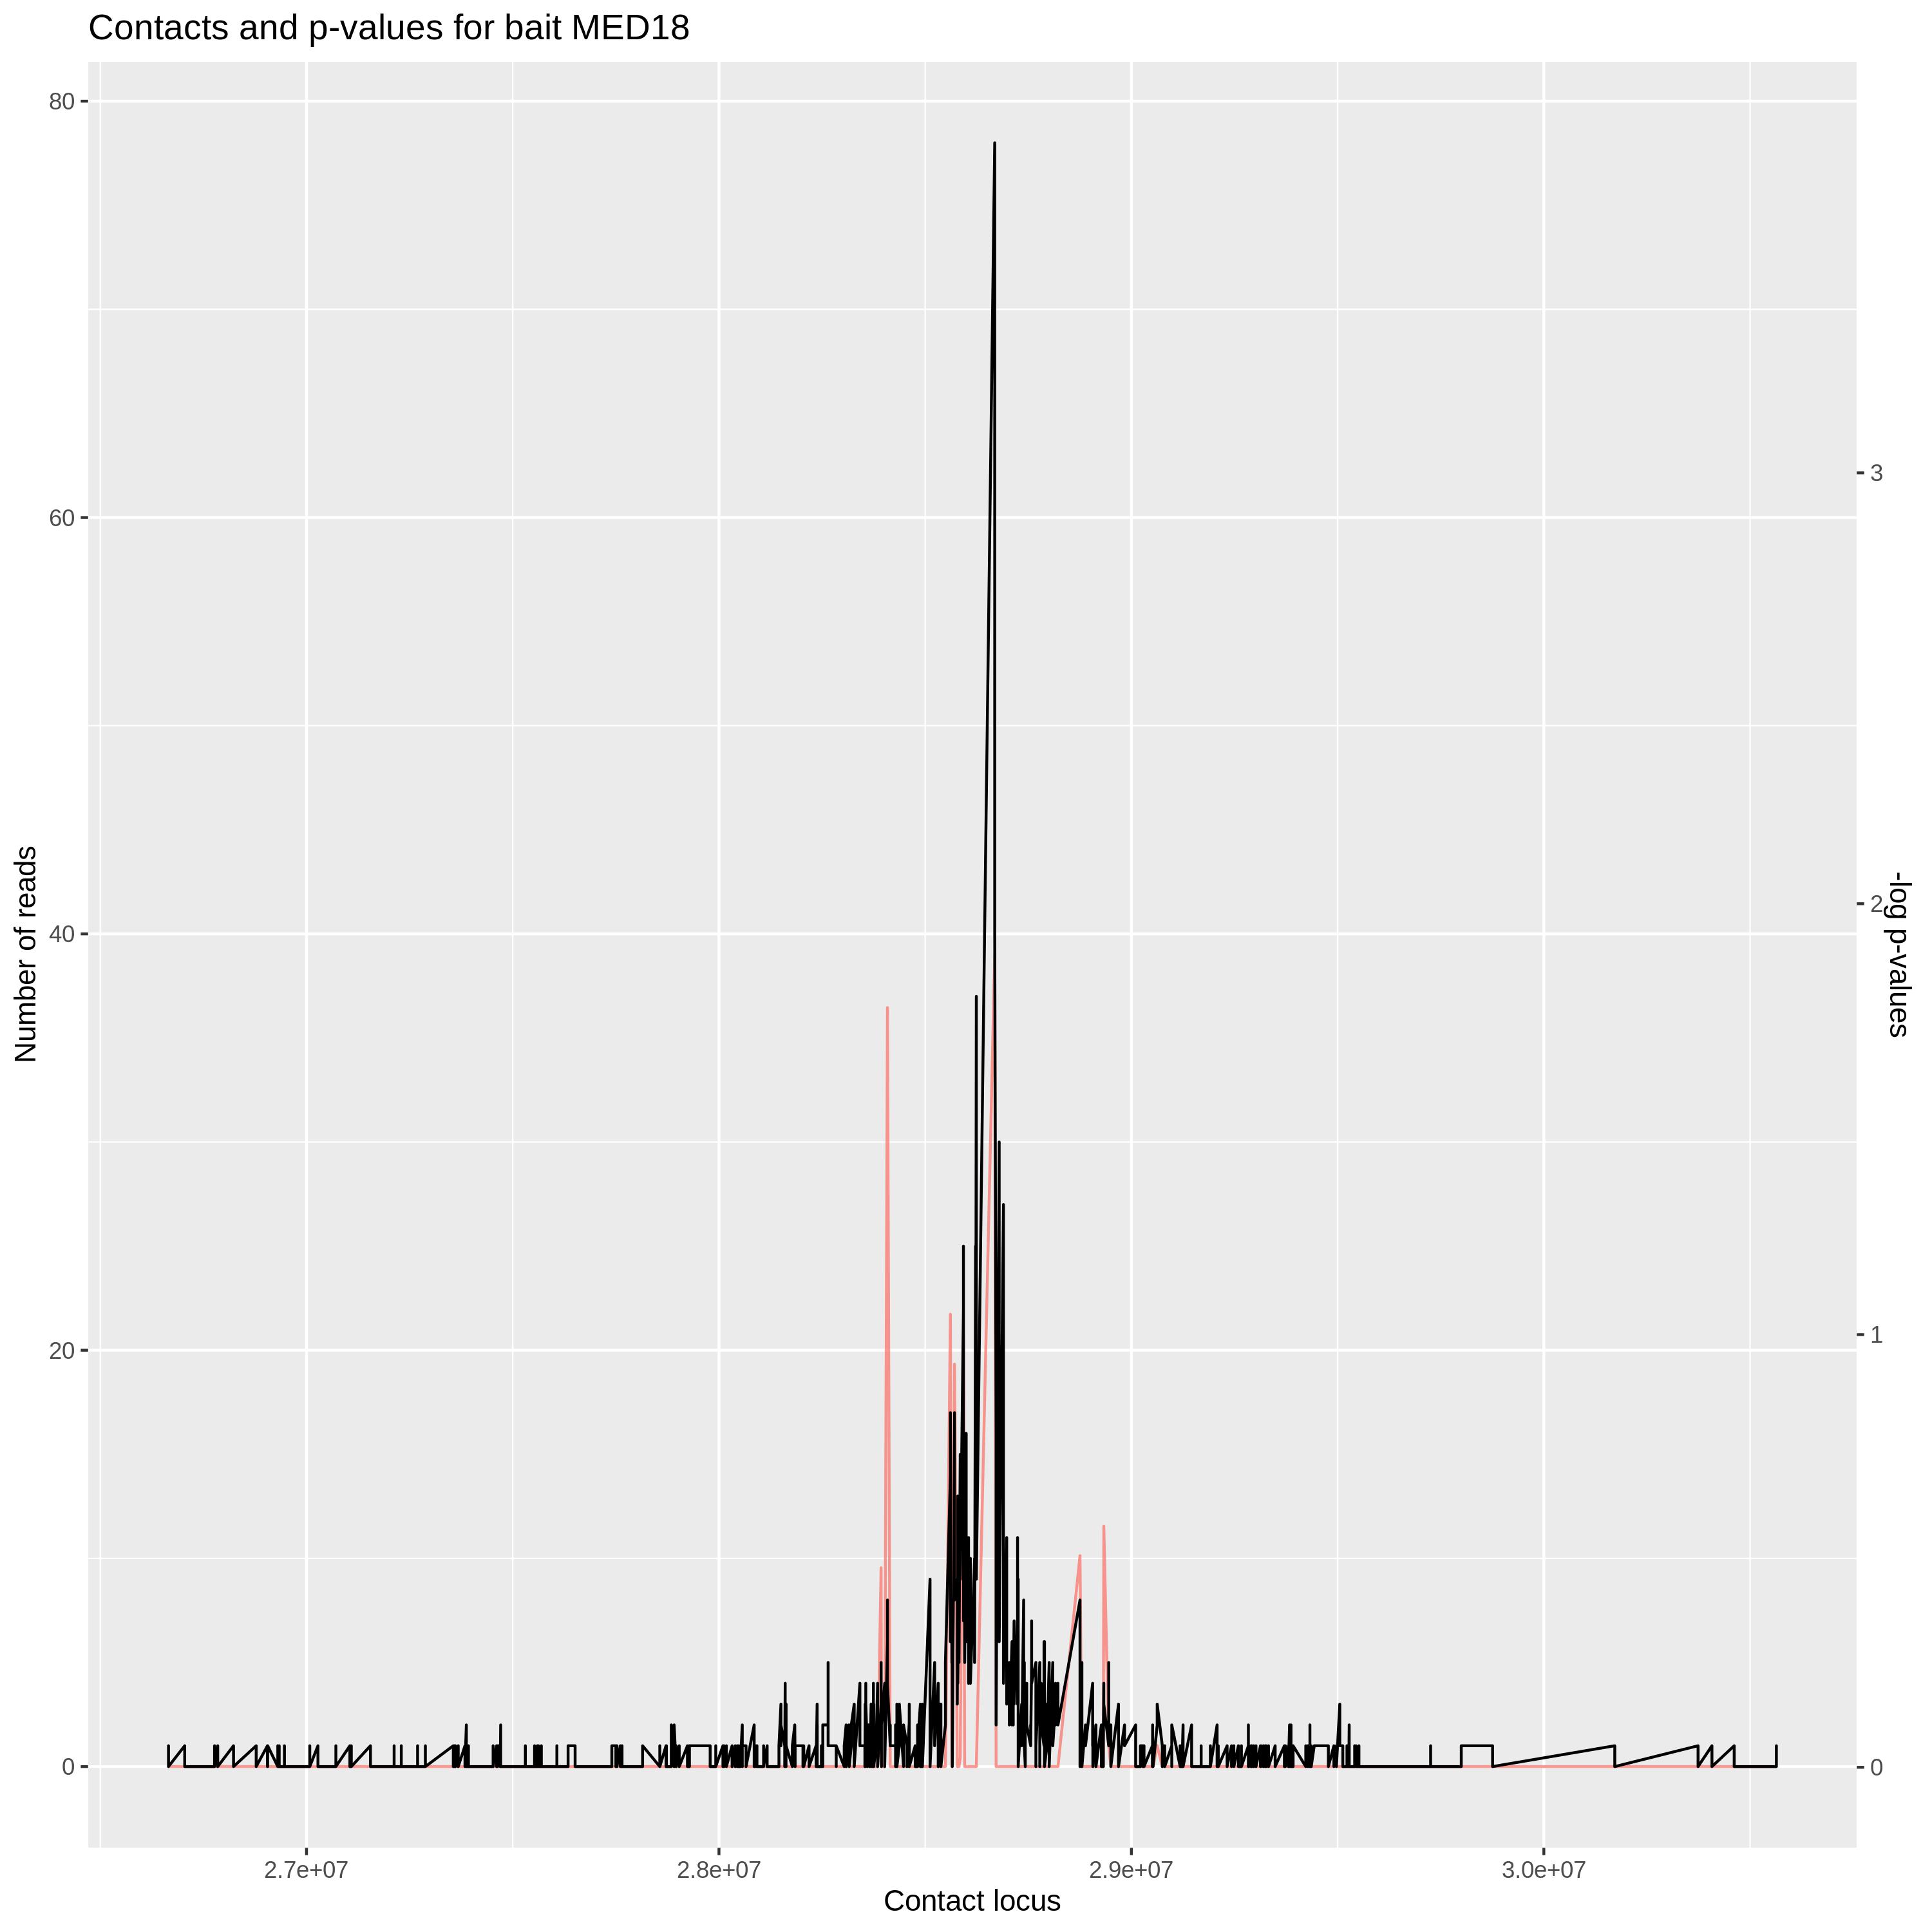 Contacts and p-values for bait MED18
80
60
40
20
0
3
2
1
0
Number of reads
-log p-values
2.7e+07 2.8e+07 2.9e+07 3.0e+07
Contact locus